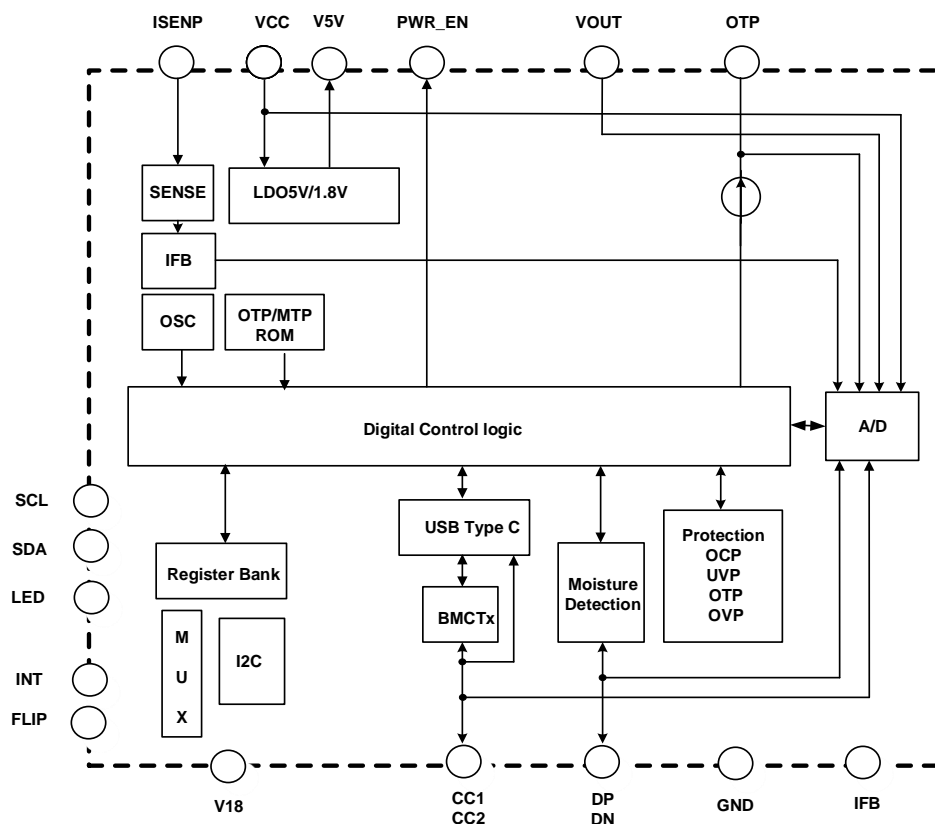 ISENP
VCC
V5V
PWR_EN
VOUT
OTP
SENSE
LDO5V/1.8V
IFB
OSC
OTP/MTP
ROM
Digital Control logic
A/D
SCL
SDA
LED
INT
FLIP
Register Bank
USB Type C
BMCTx
Moisture
Detection
Protection
OCP
UVP
OTP
OVP
M
U
X
I2C
V18
CC1
CC2
DP
DN
GND
IFB